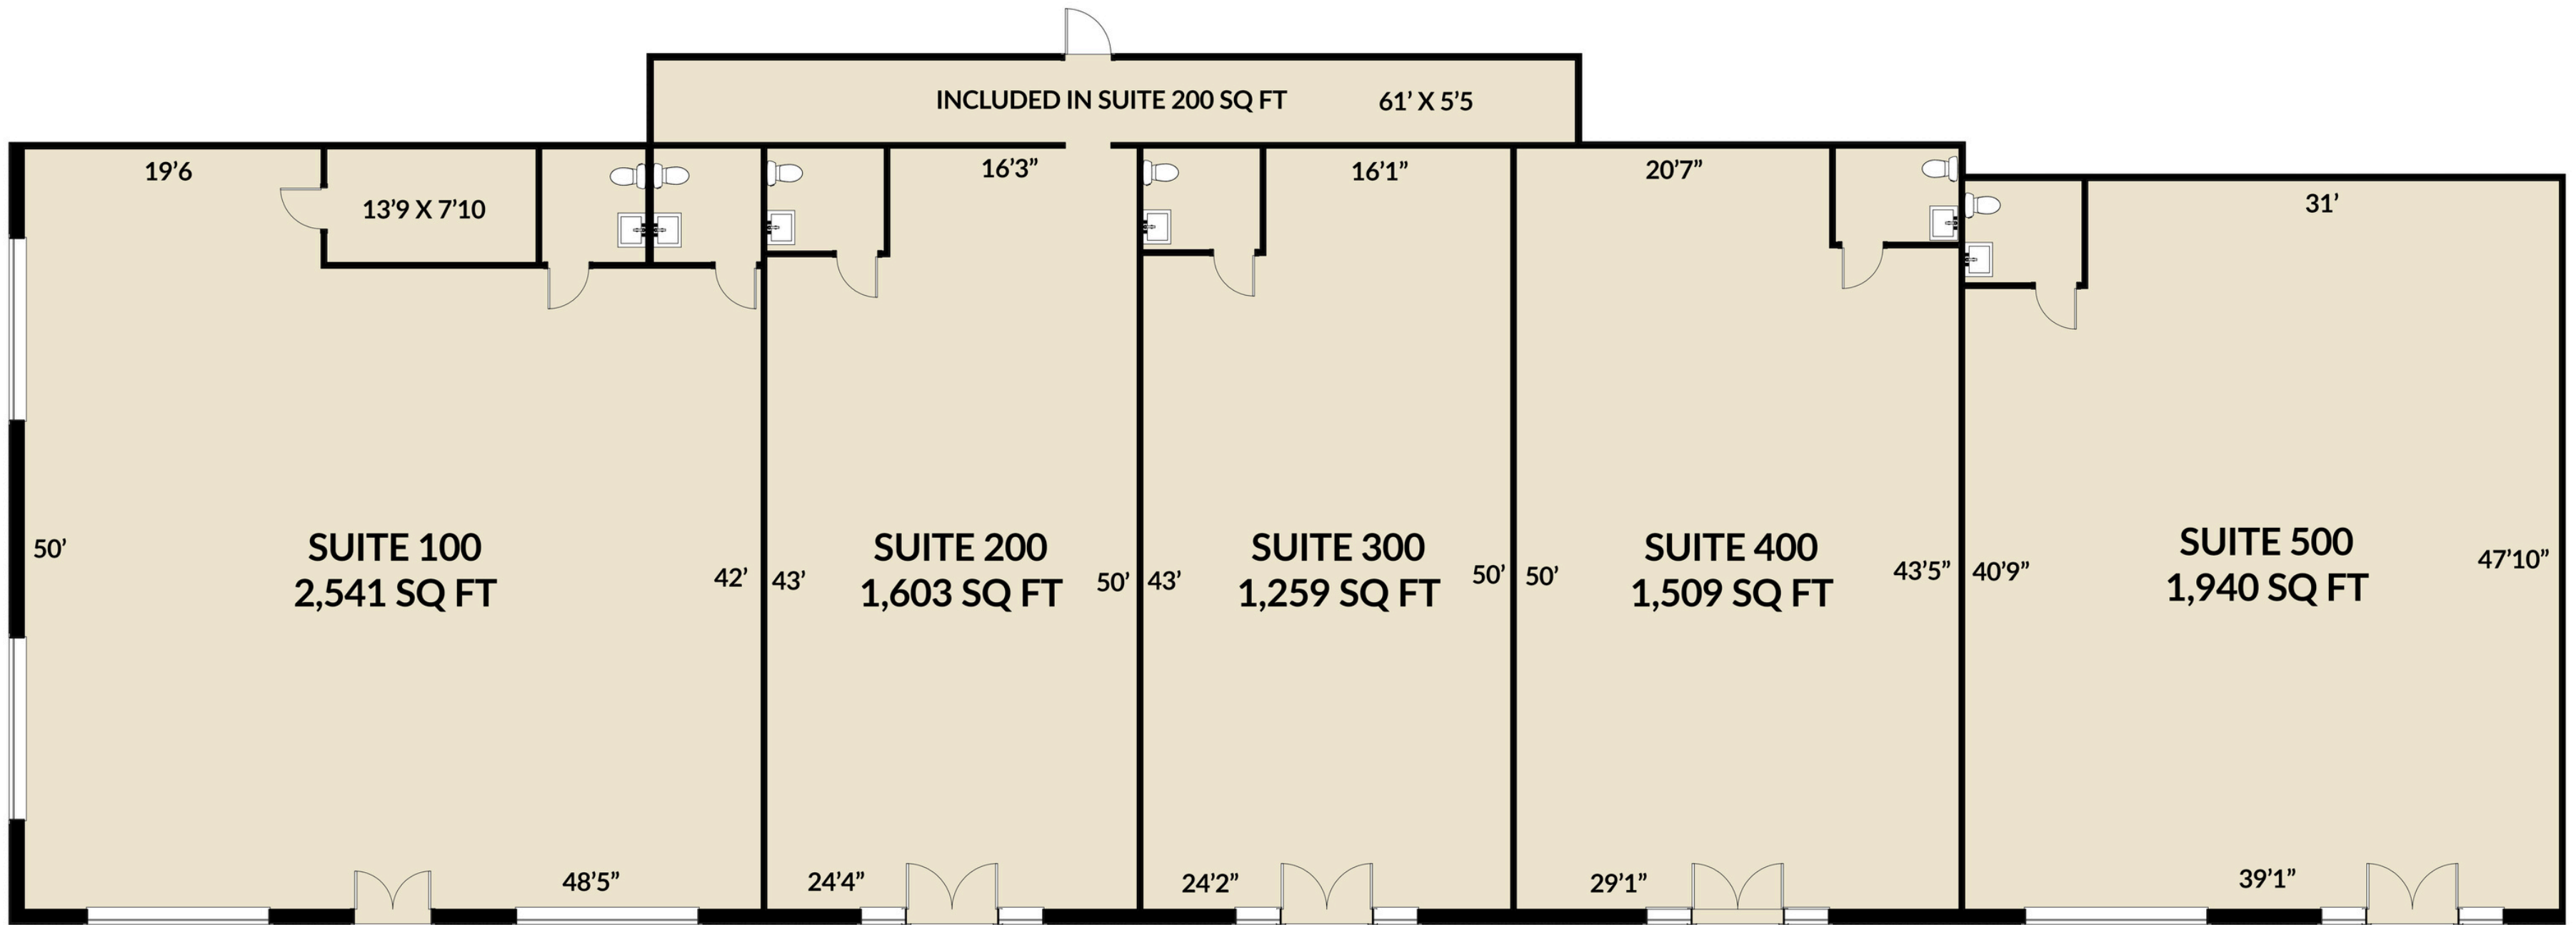 INCLUDED IN SUITE 200 SQ FT 61’ X 5’5
19’6
13’9 X 7’10
16’3”
16’1”
20’7”
31’
SUITE 100
2,541 SQ FT
50’
42’
48’5”
SUITE 200
1,603 SQ FT
43’
50’
24’4”
SUITE 300
1,259 SQ FT
43’
50’
24’2”
SUITE 400
1,509 SQ FT
50’
43’5”
29’1”
SUITE 500
1,940 SQ FT
40’9”
47’10”
39’1”